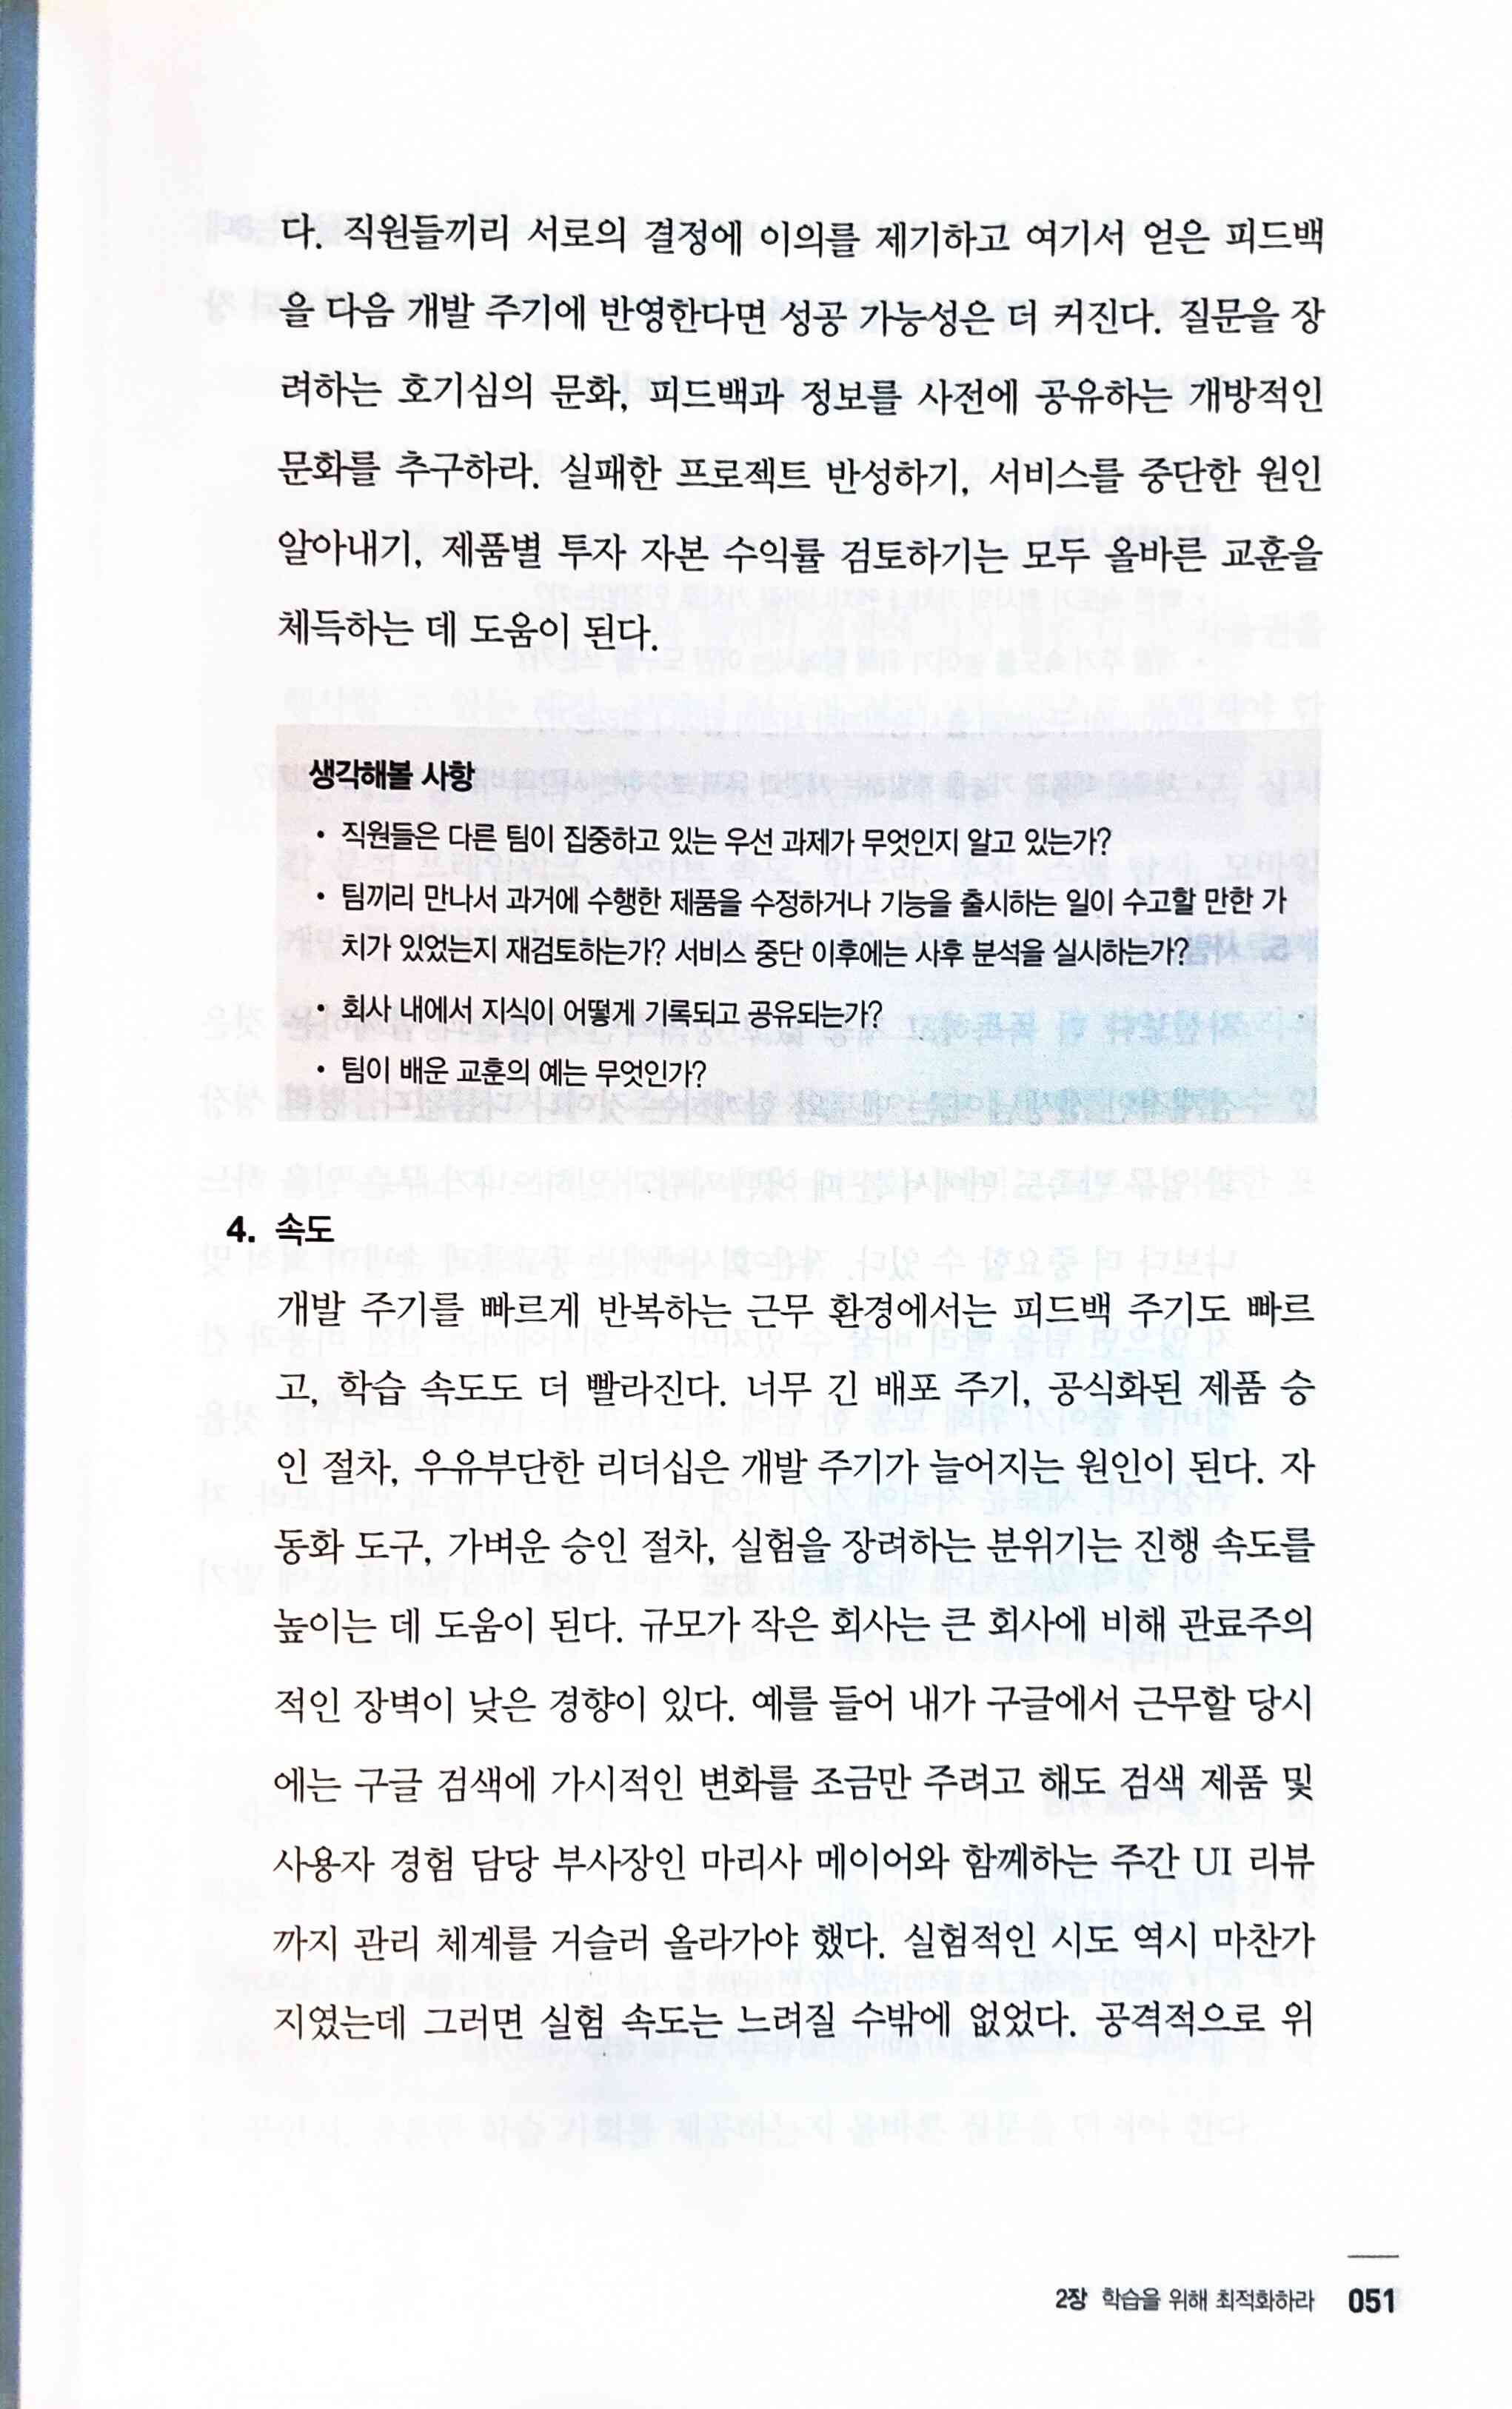 다. 직원들끼리 서로의 결정에 이의를 제기하고 여기서 얻은 피드백
을 다음 개발 주기에 반영한다면 성공 가능성은 더 커진다. 질문을 장
려하는 호기심의 문화, 피드백과 정보를 사전에 공유하는 개방적인
문화를 추구하라. 실패한 프로젝트 반성하기, 서비스를 중단한 원인
알아내기, 제품별 투자 자본 수익률 검토하기는 모두 올바른 교훈을
체득하는 데 도움이 된다.
생각해볼 사항
• 직원들은 다른 팀이 집중하고 있는 우선 과제가 무엇인지 알고 있는가?
• 팀끼리 만나서 과거에 수행한 제품을 수정하거나 기능을 출시하는 일이 수고할 만한 가
치가 있었는지 재검토하는가? 서비스 중단 이후에는 사후 분석을 실시하는가?
• 회사 내에서 지식이 어떻게 기록되고 공유되는가?
• 팀이 배운 교훈의 예는 무엇인가?
4. 속도
개발 주기를 빠르게 반복하는 근무 환경에서는 피드백 주기도 빠르
고, 학습 속도도 더 빨라진다. 너무 긴 배포 주기, 공식화된 제품 승
인 절차, 우유부단한 리더십은 개발 주기가 늘어지는 원인이 된다. 자
동화 도구, 가벼운 승인 절차, 실험을 장려하는 분위기는 진행 속도를
높이는 데 도움이 된다. 규모가 작은 회사는 큰 회사에 비해 관료주의
적인 장벽이 낮은 경향이 있다. 예를 들어 내가 구글에서 근무할 당시
에는 구글 검색에 가시적인 변화를 조금만 주려고 해도 검색 제품 및
사용자 경험 담당 부사장인 마리사 메이어와 함께하는 주간 UI 리뷰
까지 관리 체계를 거슬러 올라가야 했다. 실험적인 시도 역시 마찬가
지였는데 그러면 실험 속도는 느려질 수밖에 없었다. 공격적으로 위
2장 학습을 위해 최적화하라 051